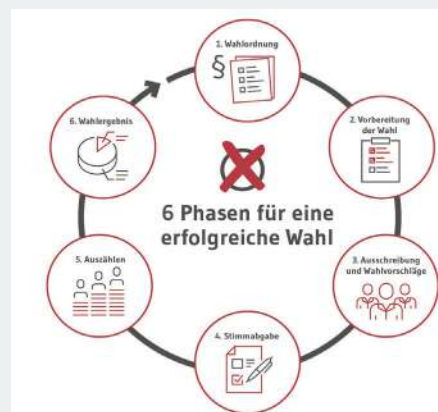 1. Wahlordnung
§
2. Vorbereitung
der Wahl
3. Ausschreibung
und Wahlvorschläge
4. Stimmabgabe
5. Auszählen
6. Wahlergebnis
6 Phasen für eine
erfolgreiche Wahl